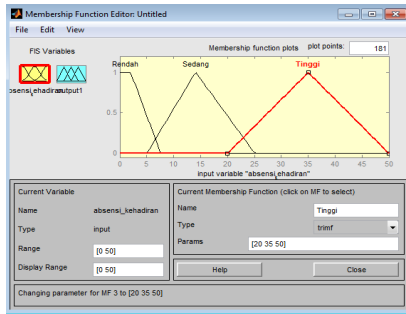 Membership Function Editor: Untitled
File Edit View
FIS Variables
Membership function plots plot points: 181
absensi_kehadiran output1
Rendah Sedang Tinggi
1
0.5
0
0 5 10 15 20 25 30 35 40 45 50
input variable "absensi_kehadiran"
Current Variable
Name absensi_kehadiran
Type input
Range [0 50]
Display Range [0 50]
Current Membership Function (click on MF to select)
Name Tinggi
Type trimf
Params [20 35 50]
Help Close
Changing parameter for MF 3 to [20 35 50]